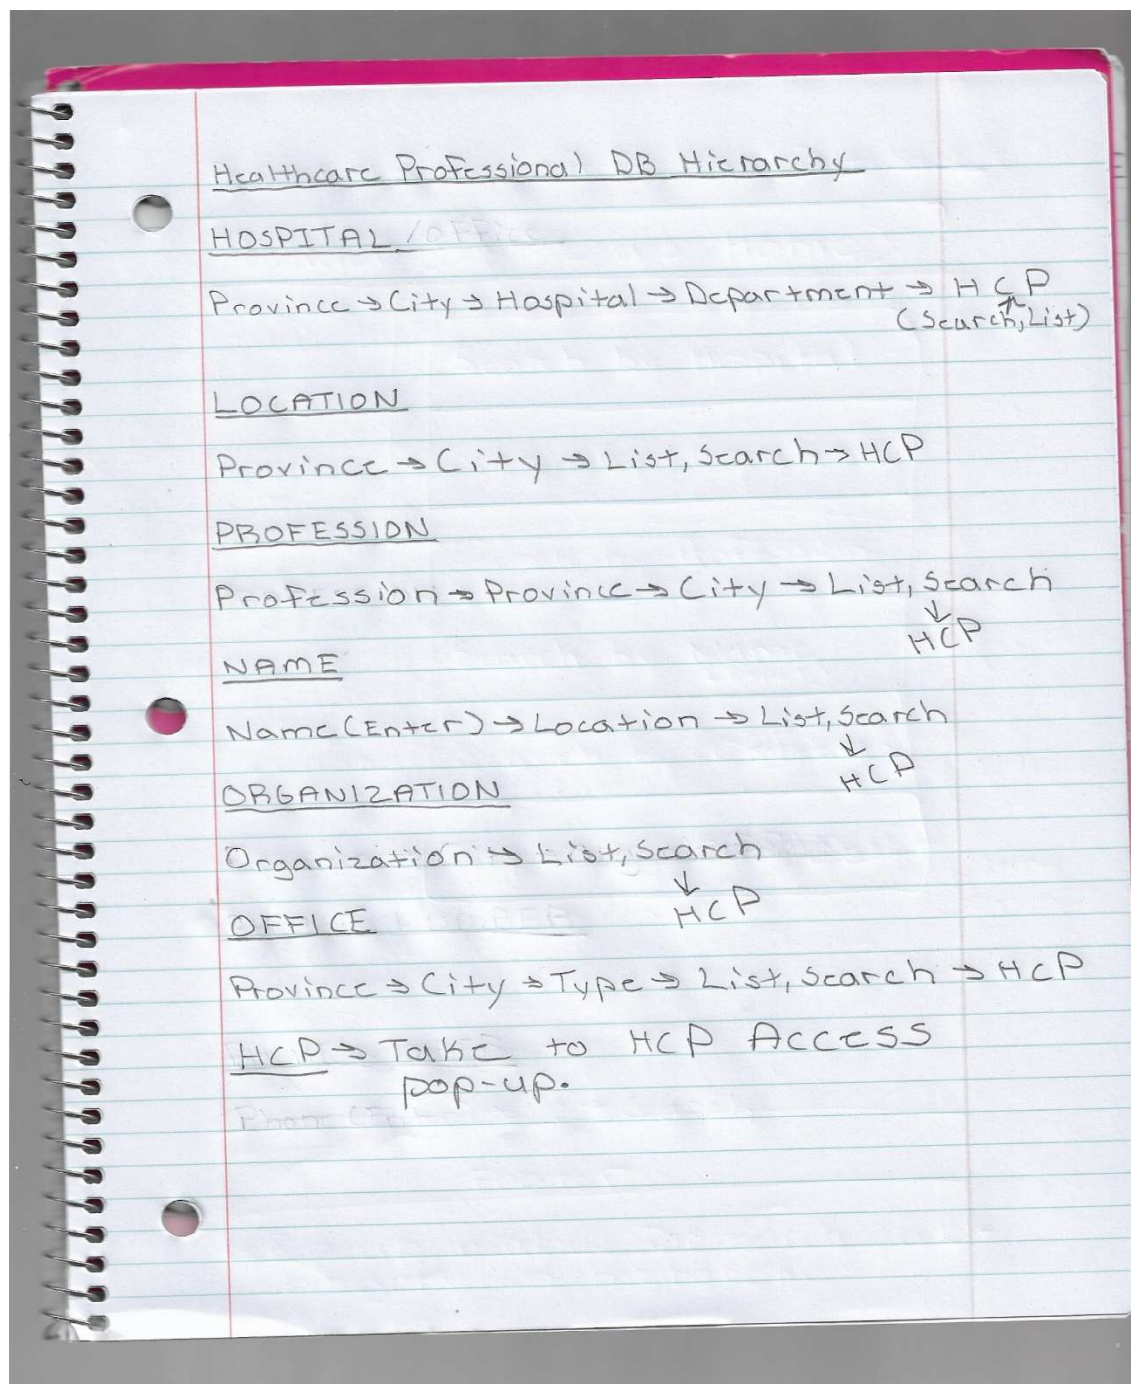 Healthcare Professional DB Hierarchy
HOSPITAL /OFFICE
Province → City → Hospital → Department → HCP
(Search, List)
LOCATION
Province → City → List, Search → HCP
PROFESSION
Profession → Province → City → List, Search
↓
HCP
NAME
Name (Enter) → Location → List, Search
↓
HCP
ORGANIZATION
Organization → List, Search
↓
HCP
OFFICE
Province → City → Type → List, Search → HCP
HCP → Take to HCP Access
pop-up.